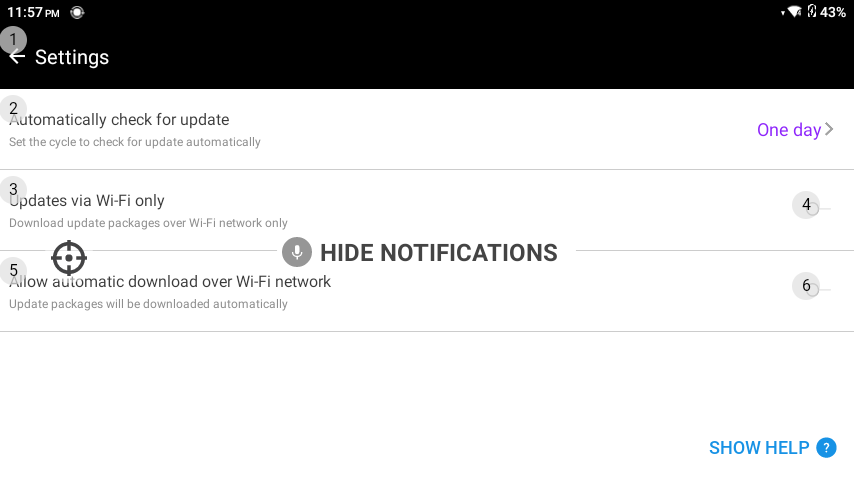 11:57 PM
43%
1
Settings
2
Automatically check for update
Set the cycle to check for update automatically
One day
3
Updates via Wi-Fi only
Download update packages over Wi-Fi network only
4
HIDE NOTIFICATIONS
5
Allow automatic download over Wi-Fi network
Update packages will be downloaded automatically
6
SHOW HELP ?